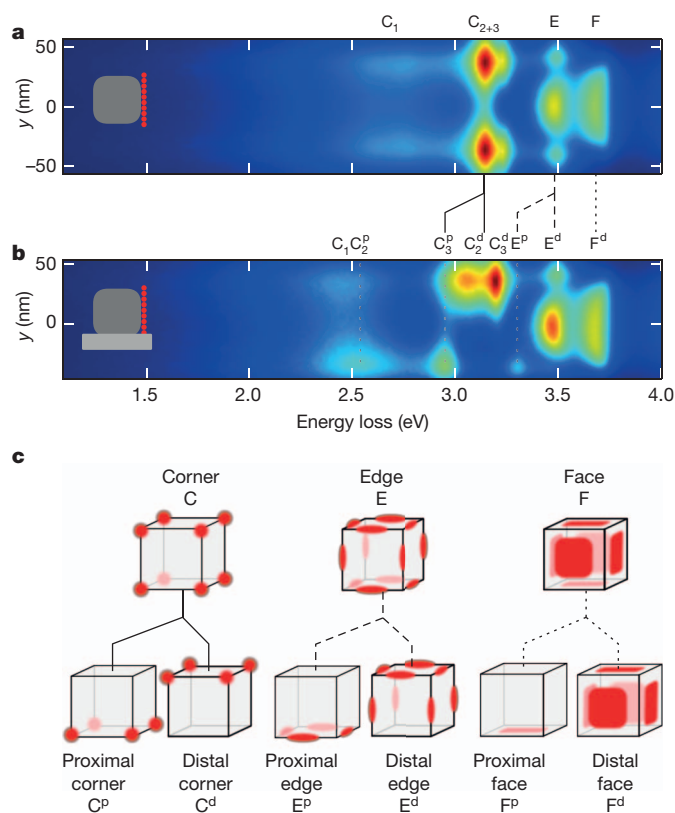 a
C₁ C₂₊₃ E F
50
0
–50
y (nm)
b
C₁C₂ᵖ C₃ᵖ C₂ᵈ C₃ᵈ Eᵖ Eᵈ Fᵈ
50
0
y (nm)
1.5 2.0 2.5 3.0 3.5 4.0
Energy loss (eV)
c
Corner
C
Edge
E
Face
F
Proximal
corner
Cᵖ
Distal
corner
Cᵈ
Proximal
edge
Eᵖ
Distal
edge
Eᵈ
Proximal
face
Fᵖ
Distal
face
Fᵈ